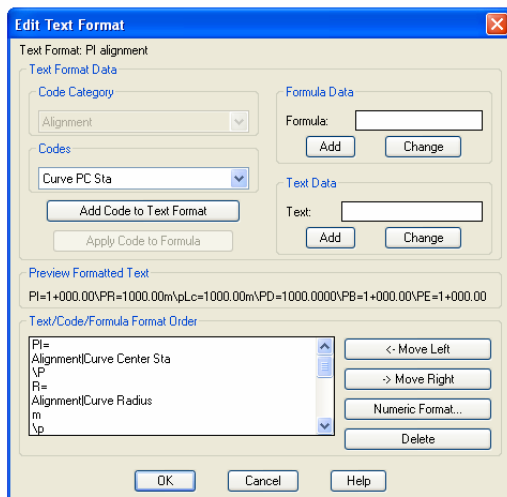 Edit Text Format
Text Format: PI alignment
Text Format Data
Code Category
Alignment
Codes
Curve PC Sta
Add Code to Text Format
Apply Code to Formula
Formula Data
Formula:
Add Change
Text Data
Text:
Add Change
Preview Formatted Text
PI=1+000.00\PR=1000.00m\pLc=1000.00m\PD=1000.0000\PB=1+000.00\PE=1+000.00
Text/Code/Formula Format Order
PI=
Alignment|Curve Center Sta
\P
R=
Alignment|Curve Radius
m
\p
<- Move Left
-> Move Right
Numeric Format...
Delete
OK Cancel Help